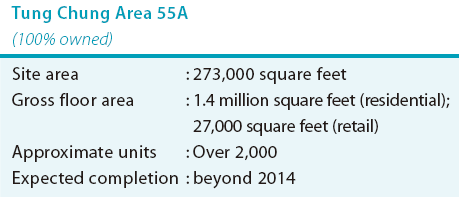 Tung Chung Area 55A
(100% owned)
Site area : 273,000 square feet
Gross floor area : 1.4 million square feet (residential);
27,000 square feet (retail)
Approximate units : Over 2,000
Expected completion : beyond 2014